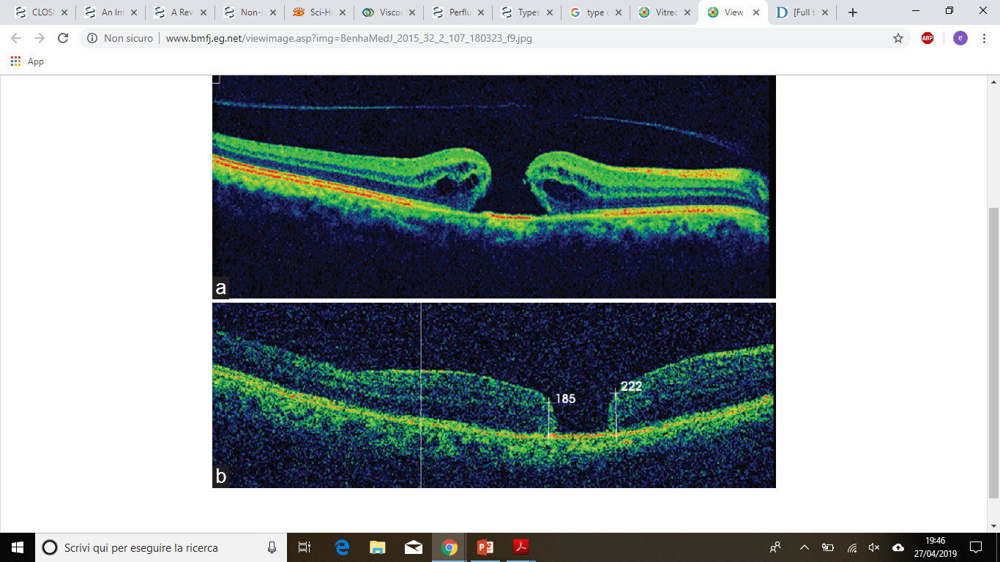 CLOS
An Int
A Rev
Non-i
Sci-H
Visco
Perflu
Types
type c
Vitrec
View
[Full t
Non sicuro
www.bmfj.eg.net/viewimage.asp?img=BenhaMedJ_2015_32_2_107_180323_f9.jpg
ABP
e
App
a
185
222
b
Scrivi qui per eseguire la ricerca
19:46
27/04/2019